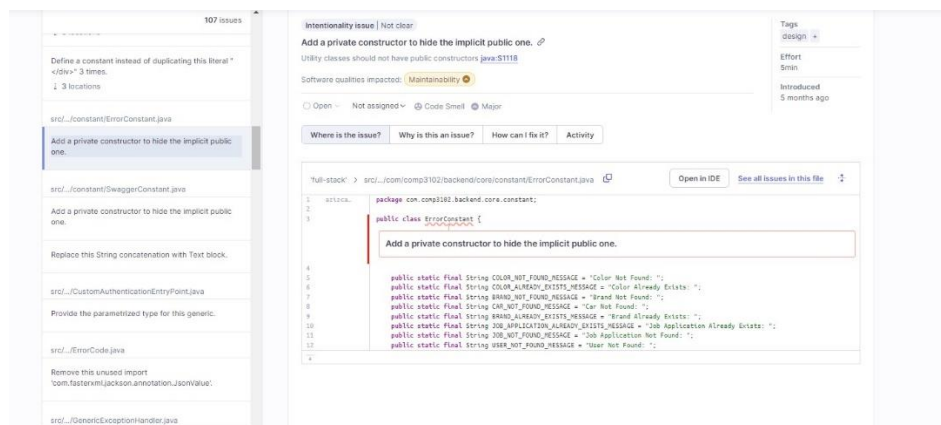 107 issues
Define a constant instead of duplicating this literal "
</div>" 3 times.
3 locations
src/.../constant/ErrorConstant.java
Add a private constructor to hide the implicit public
one.
src/.../constant/SwaggerConstant.java
Add a private constructor to hide the implicit public
one.
Replace this String concatenation with Text block.
src/.../CustomAuthenticationEntryPoint.java
Provide the parametrized type for this generic.
src/.../ErrorCode.java
Remove this unused import
'com.fasterxml.jackson.annotation.JsonValue'.
src/.../GenericExceptionHandler.java
Intentionality issue | Not clear
Add a private constructor to hide the implicit public one.
Utility classes should not have public constructors java:S1118
Software qualities impacted: Maintainability
Open Not assigned Code Smell Major
Tags
design +
Effort
5min
Introduced
5 months ago
Where is the issue? Why is this an issue? How can I fix it? Activity
'full-stack' > src/.../com/comp3102/backend/core/constant/ErrorConstant.java Open in IDE See all issues in this file
1 package com.comp3102.backend.core.constant;
2
3 public class ErrorConstant {
Add a private constructor to hide the implicit public one.
4
5 public static final String COLOR_NOT_FOUND_MESSAGE = "Color Not Found: ";
6 public static final String COLOR_ALREADY_EXISTS_MESSAGE = "Color Already Exists: ";
7 public static final String BRAND_NOT_FOUND_MESSAGE = "Brand Not Found: ";
8 public static final String CAR_NOT_FOUND_MESSAGE = "Car Not Found: ";
9 public static final String BRAND_ALREADY_EXISTS_MESSAGE = "Brand Already Exists: ";
10 public static final String JOB_APPLICATION_ALREADY_EXISTS_MESSAGE = "Job Application Already Exists: ";
11 public static final String JOB_NOT_FOUND_MESSAGE = "Job Application Not Found: ";
12 public static final String USER_NOT_FOUND_MESSAGE = "User Not Found: ";